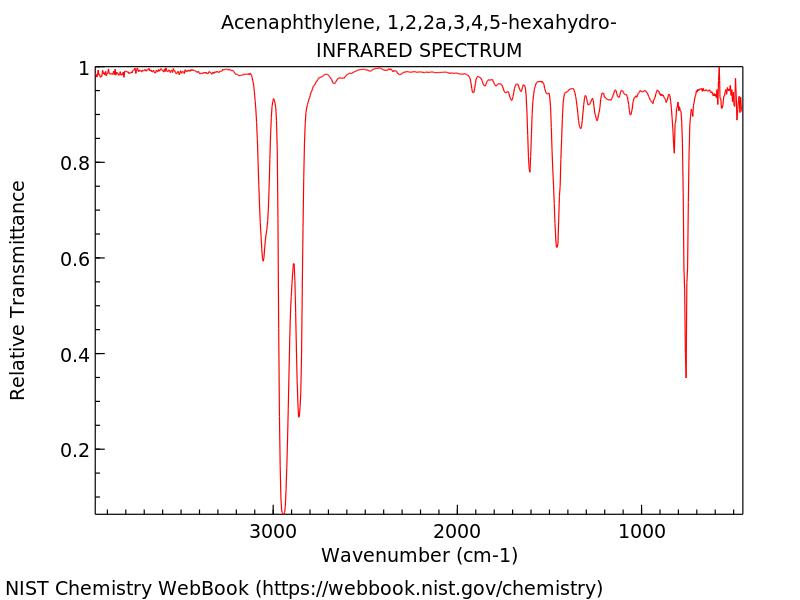 Acenaphthylene, 1,2,2a,3,4,5-hexahydro-
INFRARED SPECTRUM
1
0.8
0.6
0.4
0.2
Relative Transmittance
3000 2000 1000
Wavenumber (cm-1)
NIST Chemistry WebBook (https://webbook.nist.gov/chemistry)